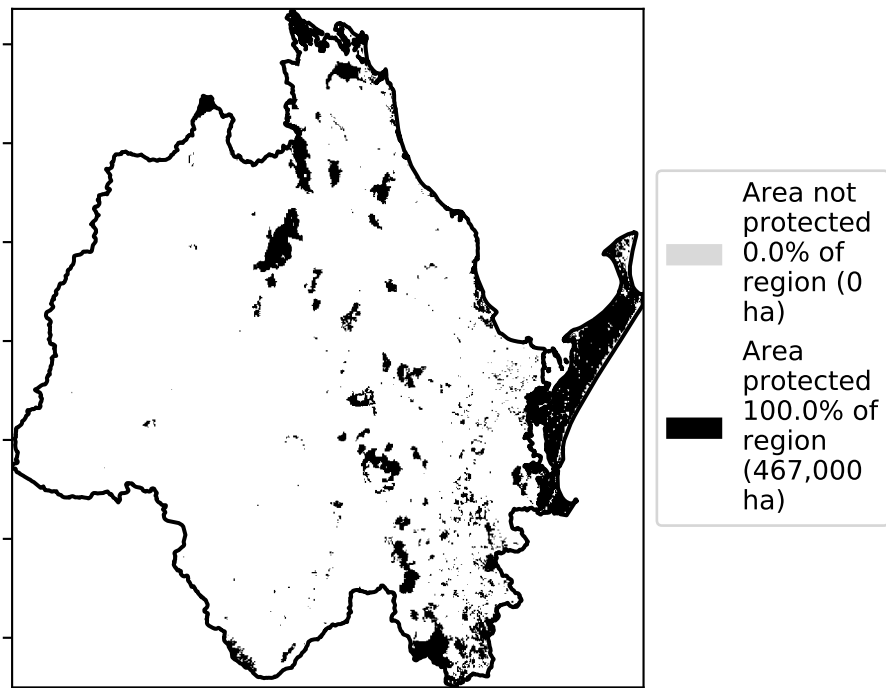 Area not
protected
0.0% of
region (0
ha)
Area
protected
100.0% of
region
(467,000
ha)